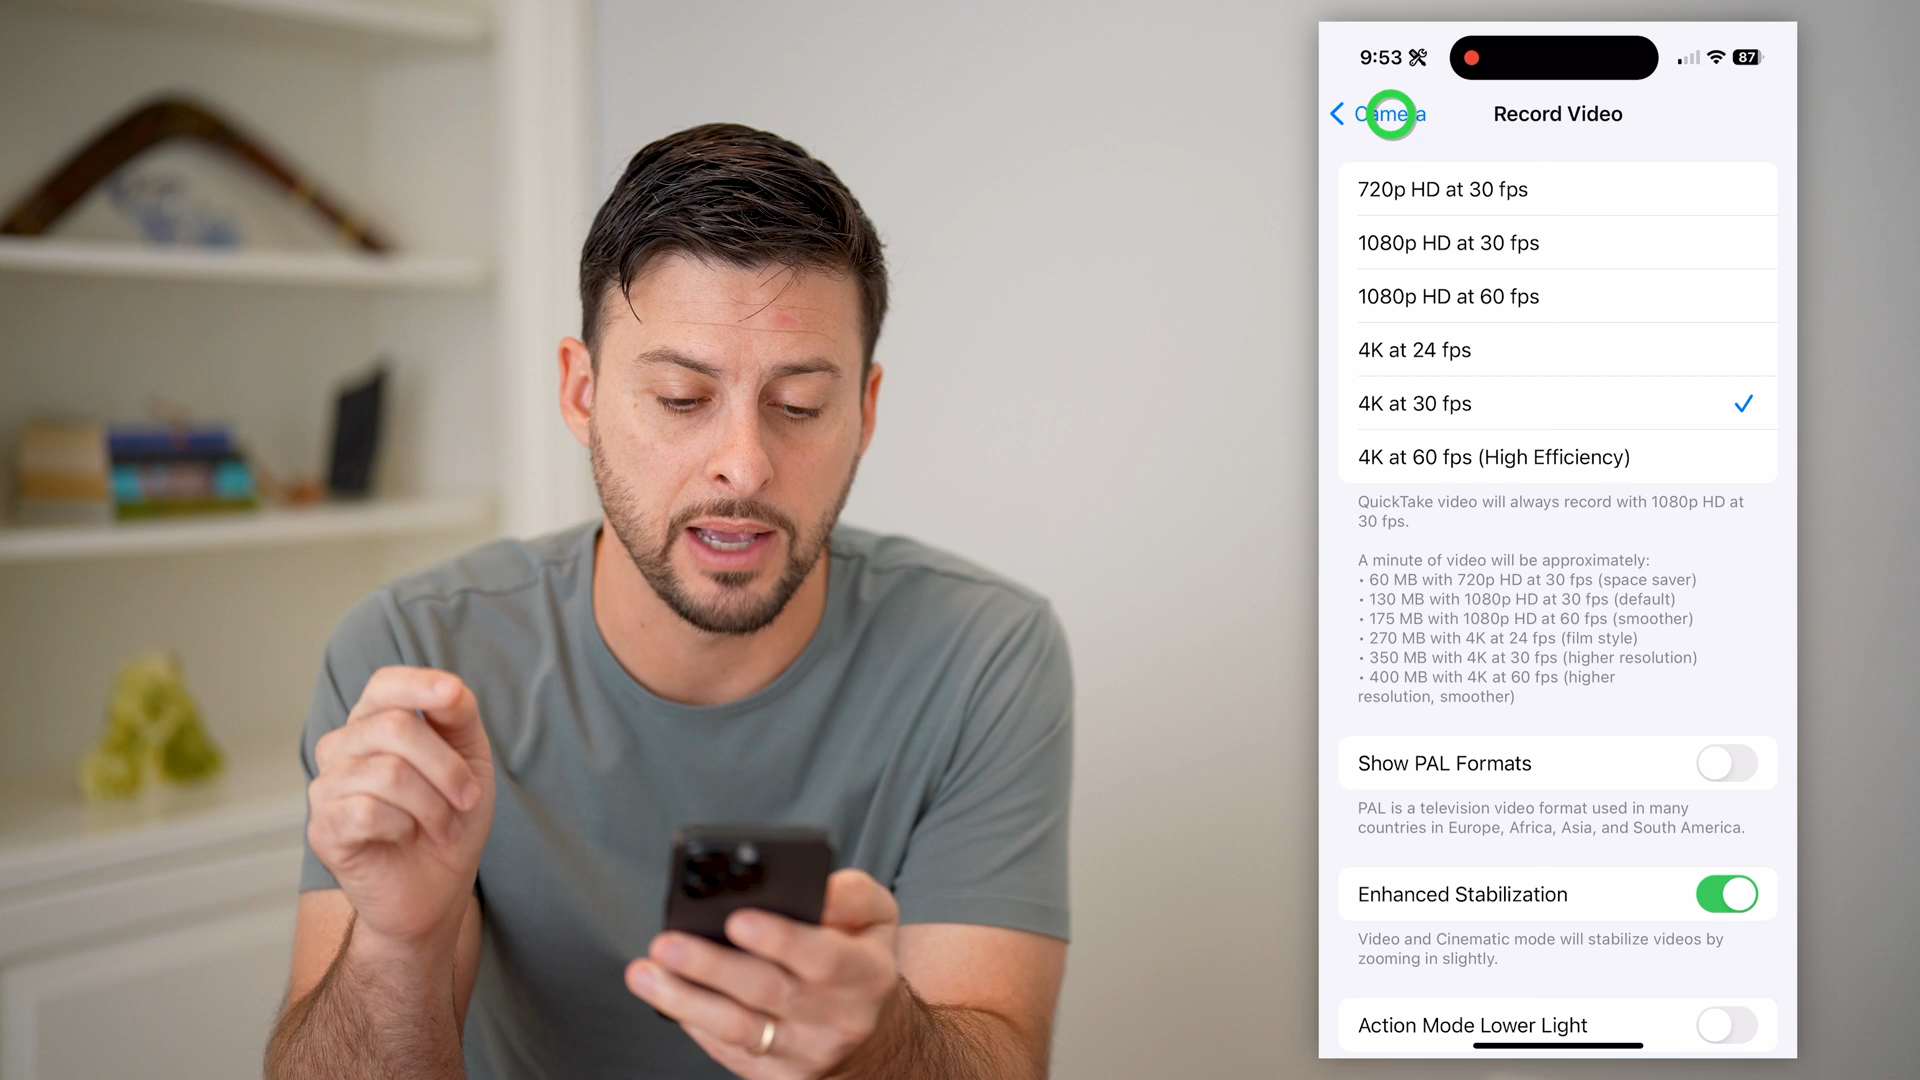 9:53
87
Camera
Record Video
720p HD at 30 fps
1080p HD at 30 fps
1080p HD at 60 fps
4K at 24 fps
4K at 30 fps
4K at 60 fps (High Efficiency)
QuickTake video will always record with 1080p HD at
30 fps.
A minute of video will be approximately:
• 60 MB with 720p HD at 30 fps (space saver)
• 130 MB with 1080p HD at 30 fps (default)
• 175 MB with 1080p HD at 60 fps (smoother)
• 270 MB with 4K at 24 fps (film style)
• 350 MB with 4K at 30 fps (higher resolution)
• 400 MB with 4K at 60 fps (higher
resolution, smoother)
Show PAL Formats
PAL is a television video format used in many
countries in Europe, Africa, Asia, and South America.
Enhanced Stabilization
Video and Cinematic mode will stabilize videos by
zooming in slightly.
Action Mode Lower Light